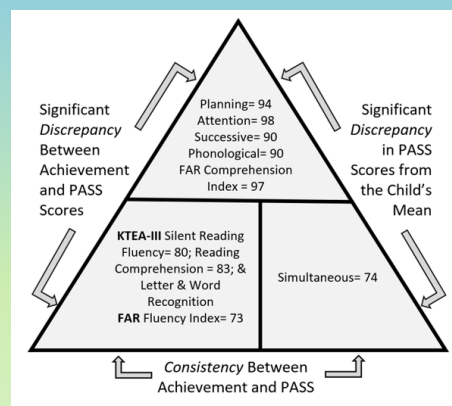 Significant
Discrepancy
Between
Achievement
and PASS
Scores
Planning= 94
Attention= 98
Successive= 90
Phonological= 90
FAR Comprehension
Index = 97
Significant
Discrepancy
in PASS
Scores from
the Child's
Mean
KTEA-III Silent Reading
Fluency= 80; Reading
Comprehension = 83; &
Letter & Word
Recognition
FAR Fluency Index= 73
Simultaneous= 74
Consistency Between
Achievement and PASS